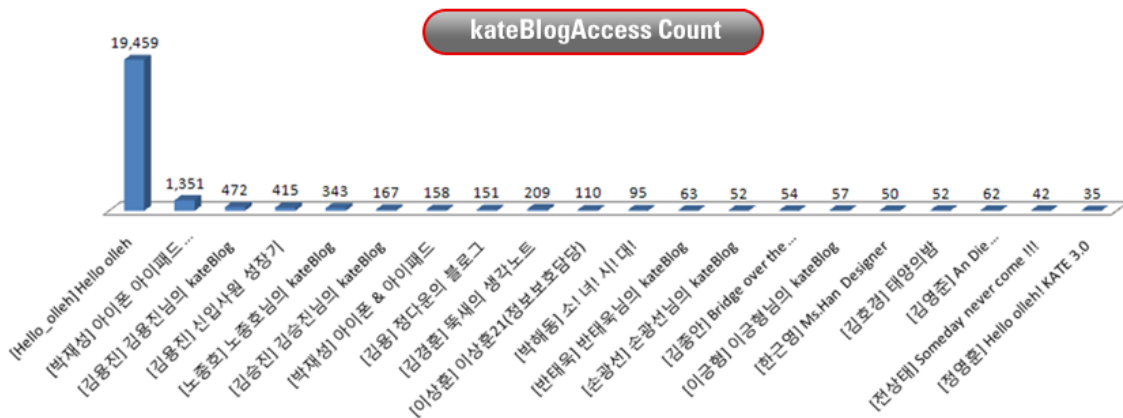 kateBlogAccess Count
19,459
1,351
472
415
343
167
158
151
209
110
95
63
52
54
57
50
52
62
42
35
[Hello_olleh] Hello olleh
[박재성] 아이폰 아이패드 ...
[김용진] 김용진님의 kateBlog
[김용진] 신입사원 성장기
[노종호] 노종호님의 kateBlog
[김승진] 김승진님의 kateBlog
[박재성] 아이폰 & 아이패드
[김용] 정다운의 블로그
[김경훈] 뚝새의 생각노트
[이상훈] 이상훈21(정보보호담당)
[박해동] 소! 녀! 시! 대!
[반태욱] 반태욱님의 kateBlog
[손광선] 손광선님의 kateBlog
[김종안] Bridge over the...
[이긍형] 이긍형님의 kateBlog
[한근영] Ms.Han Designer
[김호경] 태양의밤
[김영준] An Die...
[전상태] Someday never come !!!
[정영훈] Hello olleh! KATE 3.0